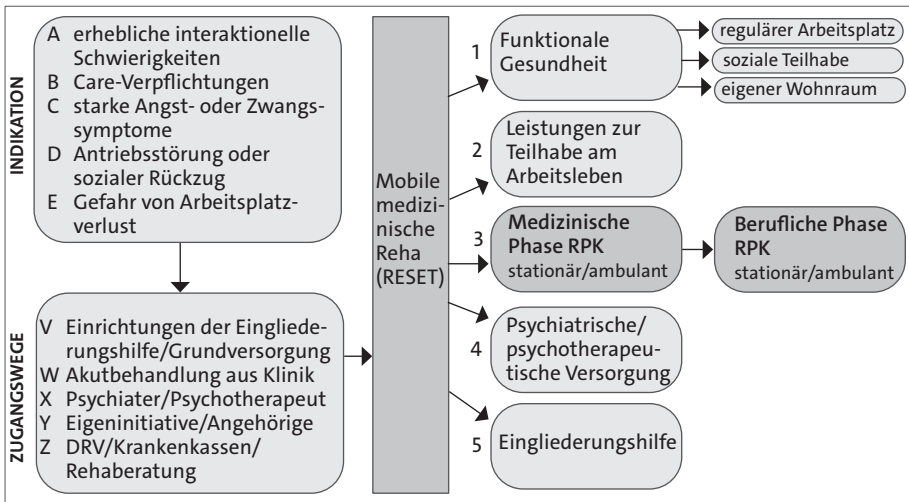 INDIKATION
A erhebliche interaktionelle
Schwierigkeiten
B Care-Verpflichtungen
C starke Angst- oder Zwangs-
symptome
D Antriebsstörung oder
sozialer Rückzug
E Gefahr von Arbeitsplatz-
verlust
ZUGANGSWEGE
V Einrichtungen der Eingliede-
rungshilfe/Grundversorgung
W Akutbehandlung aus Klinik
X Psychiater/Psychotherapeut
Y Eigeninitiative/Angehörige
Z DRV/Krankenkassen/
Rehaberatung
Mobile
medizi-
nische
Reha
(RESET)
1 Funktionale
Gesundheit
regulärer Arbeitsplatz
soziale Teilhabe
eigener Wohnraum
2 Leistungen zur
Teilhabe am
Arbeitsleben
3 Medizinische
Phase RPK
stationär/ambulant
Berufliche Phase
RPK
stationär/ambulant
4 Psychiatrische/
psychotherapeu-
tische Versorgung
5 Eingliederungshilfe